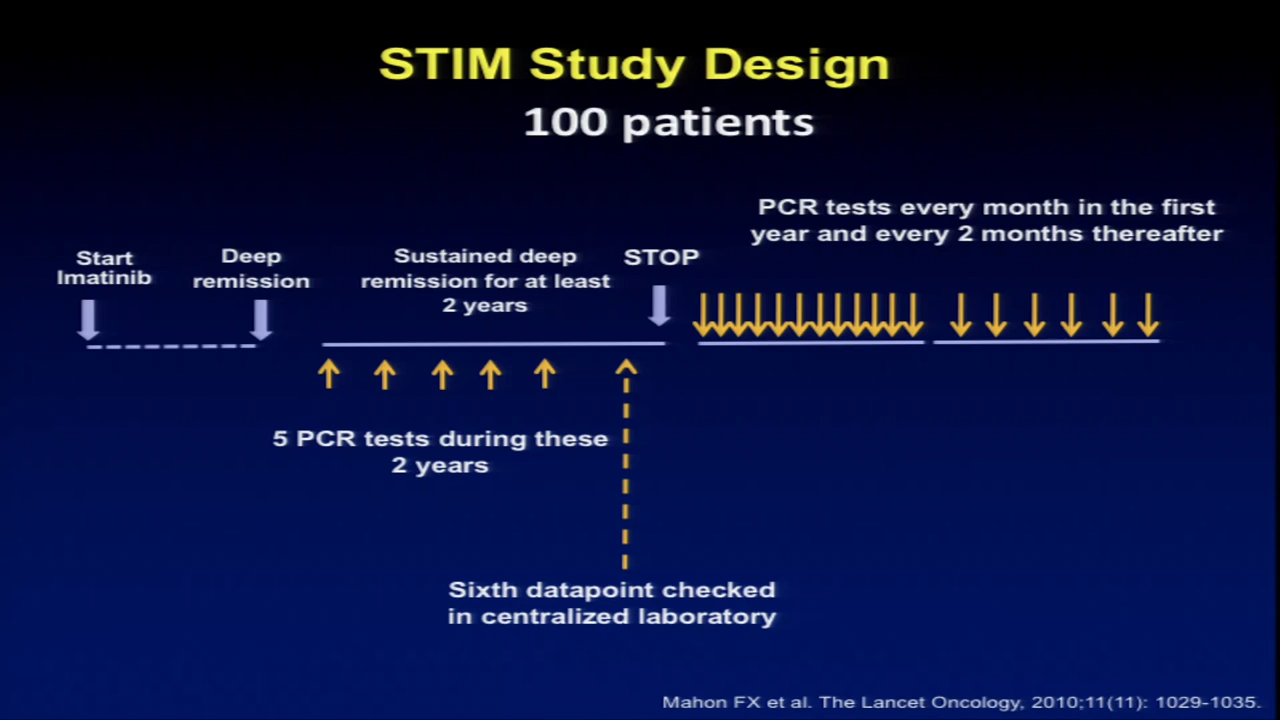 STIM Study Design
100 patients
PCR tests every month in the first
year and every 2 months thereafter
Start
Imatinib
Deep
remission
Sustained deep
remission for at least
2 years
STOP
5 PCR tests during these
2 years
Sixth datapoint checked
in centralized laboratory
Mahon FX et al. The Lancet Oncology, 2010;11(11): 1029-1035.